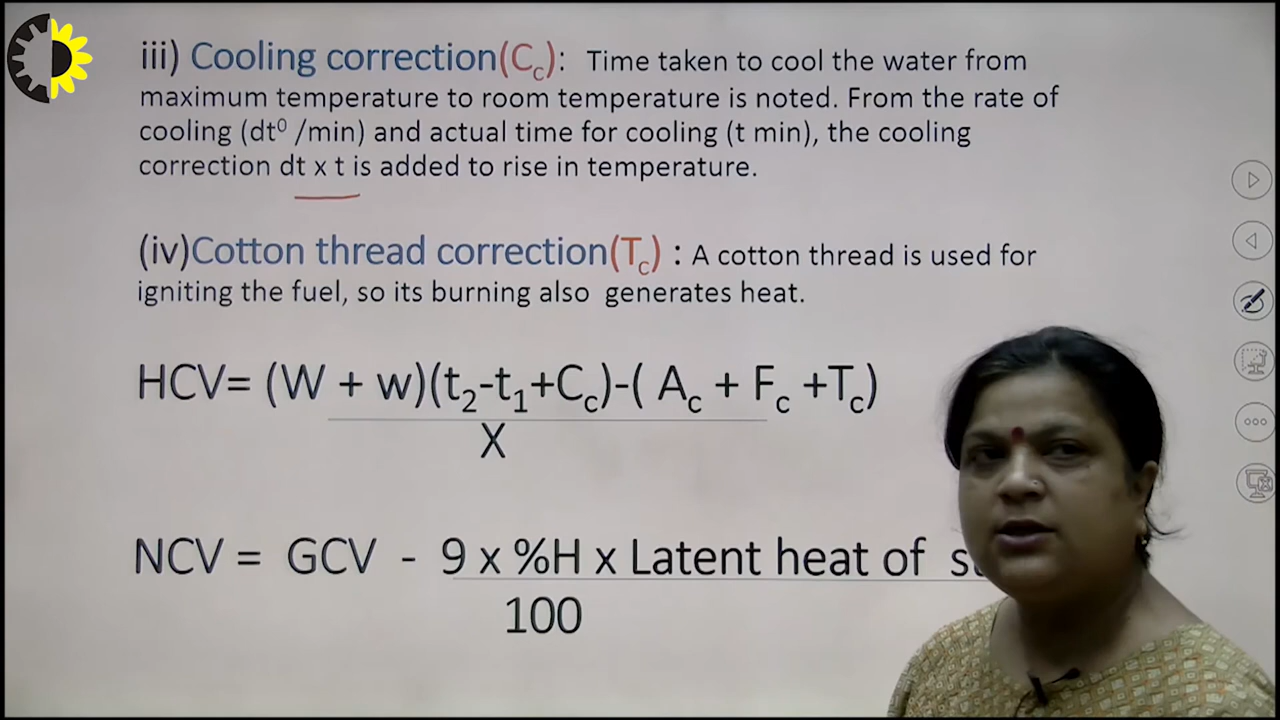 iii) Cooling correction(Cc): Time taken to cool the water from
maximum temperature to room temperature is noted. From the rate of
cooling (dt⁰ /min) and actual time for cooling (t min), the cooling
correction dt x t is added to rise in temperature.
(iv)Cotton thread correction(Tc) : A cotton thread is used for
igniting the fuel, so its burning also generates heat.
HCV= (W + w)(t₂-t₁+Cc)-( Ac + Fc +Tc)
X
NCV = GCV - 9 x %H x Latent heat of
100